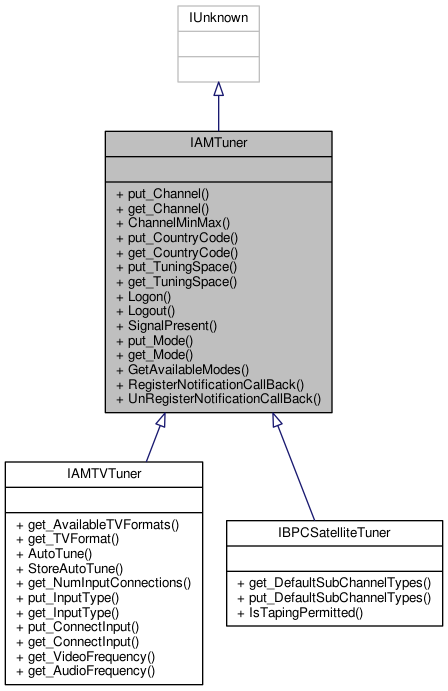 IUnknown
IAMTuner
+ put_Channel()
+ get_Channel()
+ ChannelMinMax()
+ put_CountryCode()
+ get_CountryCode()
+ put_TuningSpace()
+ get_TuningSpace()
+ Logon()
+ Logout()
+ SignalPresent()
+ put_Mode()
+ get_Mode()
+ GetAvailableModes()
+ RegisterNotificationCallBack()
+ UnRegisterNotificationCallBack()
IAMTVTuner
+ get_AvailableTVFormats()
+ get_TVFormat()
+ AutoTune()
+ StoreAutoTune()
+ get_NumInputConnections()
+ put_InputType()
+ get_InputType()
+ put_ConnectInput()
+ get_ConnectInput()
+ get_VideoFrequency()
+ get_AudioFrequency()
IBPCSatelliteTuner
+ get_DefaultSubChannelTypes()
+ put_DefaultSubChannelTypes()
+ IsTapingPermitted()